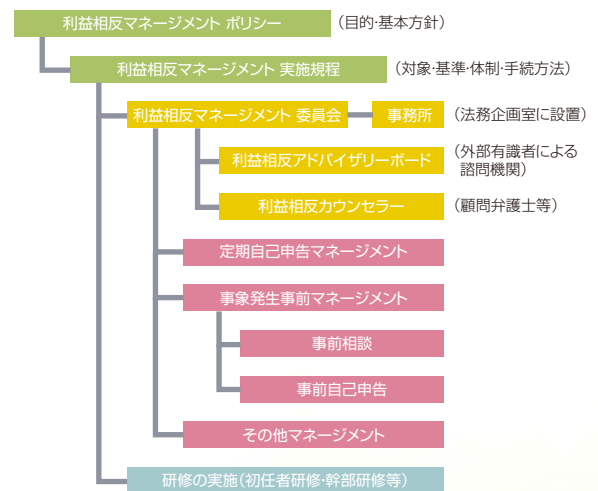 利益相反マネージメント ポリシー (目的・基本方針)
利益相反マネージメント 実施規程 (対象・基準・体制・手続方法)
利益相反マネージメント 委員会 事務所 (法務企画室に設置)
利益相反アドバイザリーボード (外部有識者による
諮問機関)
利益相反カウンセラー (顧問弁護士等)
定期自己申告マネージメント
事象発生事前マネージメント
事前相談
事前自己申告
その他マネージメント
研修の実施(初任者研修・幹部研修等)